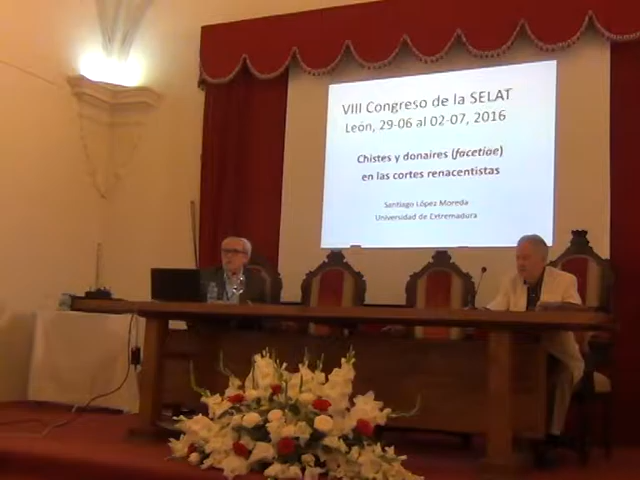 VIII Congreso de la SELAT
León, 29-06 al 02-07, 2016
Chistes y donaires (facetiae)
en las cortes renacentistas
Santiago López Moreda
Universidad de Extremadura